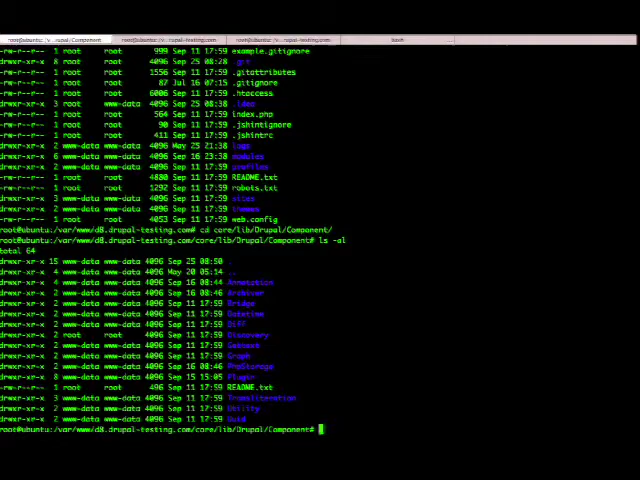 root@ubuntu: /v...rupal/Component root@ubuntu: /v...rupal-testing.com root@ubuntu: /v...rupal-testing.com bash
-rw-r--r-- 1 root root 999 Sep 11 17:59 example.gitignore
drwxr-xr-x 8 root root 4096 Sep 25 08:28 .git
-rw-r--r-- 1 root root 1556 Sep 11 17:59 .gitattributes
-rw-r--r-- 1 root root 87 Jul 16 07:15 .gitignore
-rw-r--r-- 1 root root 6006 Sep 11 17:59 .htaccess
drwxr-xr-x 3 root www-data 4096 Sep 25 08:38 .idea
-rw-r--r-- 1 root root 564 Sep 11 17:59 index.php
-rw-r--r-- 1 root root 90 Sep 11 17:59 .jshintignore
-rw-r--r-- 1 root root 411 Sep 11 17:59 .jshintrc
drwxr-xr-x 2 www-data www-data 4096 May 25 21:38 logs
drwxr-xr-x 6 www-data www-data 4096 Sep 16 23:38 modules
drwxr-xr-x 2 www-data www-data 4096 Sep 11 17:59 profiles
-rw-r--r-- 1 root root 4880 Sep 11 17:59 README.txt
-rw-r--r-- 1 root root 1292 Sep 11 17:59 robots.txt
drwxr-xr-x 3 www-data www-data 4096 Sep 11 17:59 sites
drwxr-xr-x 2 www-data www-data 4096 Sep 11 17:59 themes
-rw-r--r-- 1 root root 4053 Sep 11 17:59 web.config
root@ubuntu:/var/www/d8.drupal-testing.com# cd core/lib/Drupal/Component/
root@ubuntu:/var/www/d8.drupal-testing.com/core/lib/Drupal/Component# ls -al
total 64
drwxr-xr-x 15 www-data www-data 4096 Sep 25 08:50 .
drwxr-xr-x 4 www-data www-data 4096 May 20 05:14 ..
drwxr-xr-x 4 www-data www-data 4096 Sep 16 08:44 Annotation
drwxr-xr-x 2 www-data www-data 4096 Sep 16 08:46 Archiver
drwxr-xr-x 2 www-data www-data 4096 Sep 11 17:59 Bridge
drwxr-xr-x 2 www-data www-data 4096 Sep 11 17:59 Datetime
drwxr-xr-x 3 www-data www-data 4096 Sep 11 17:59 Diff
drwxr-xr-x 2 root root 4096 Sep 11 17:59 Discovery
drwxr-xr-x 2 www-data www-data 4096 Sep 11 17:59 Gettext
drwxr-xr-x 2 www-data www-data 4096 Sep 11 17:59 Graph
drwxr-xr-x 2 www-data www-data 4096 Sep 16 08:46 PhpStorage
drwxr-xr-x 8 www-data www-data 4096 Sep 15 15:05 Plugin
-rw-r--r-- 1 root root 496 Sep 11 17:59 README.txt
drwxr-xr-x 3 www-data www-data 4096 Sep 11 17:59 Transliteration
drwxr-xr-x 2 www-data www-data 4096 Sep 11 17:59 Utility
drwxr-xr-x 2 www-data www-data 4096 Sep 11 17:59 Uuid
root@ubuntu:/var/www/d8.drupal-testing.com/core/lib/Drupal/Component#